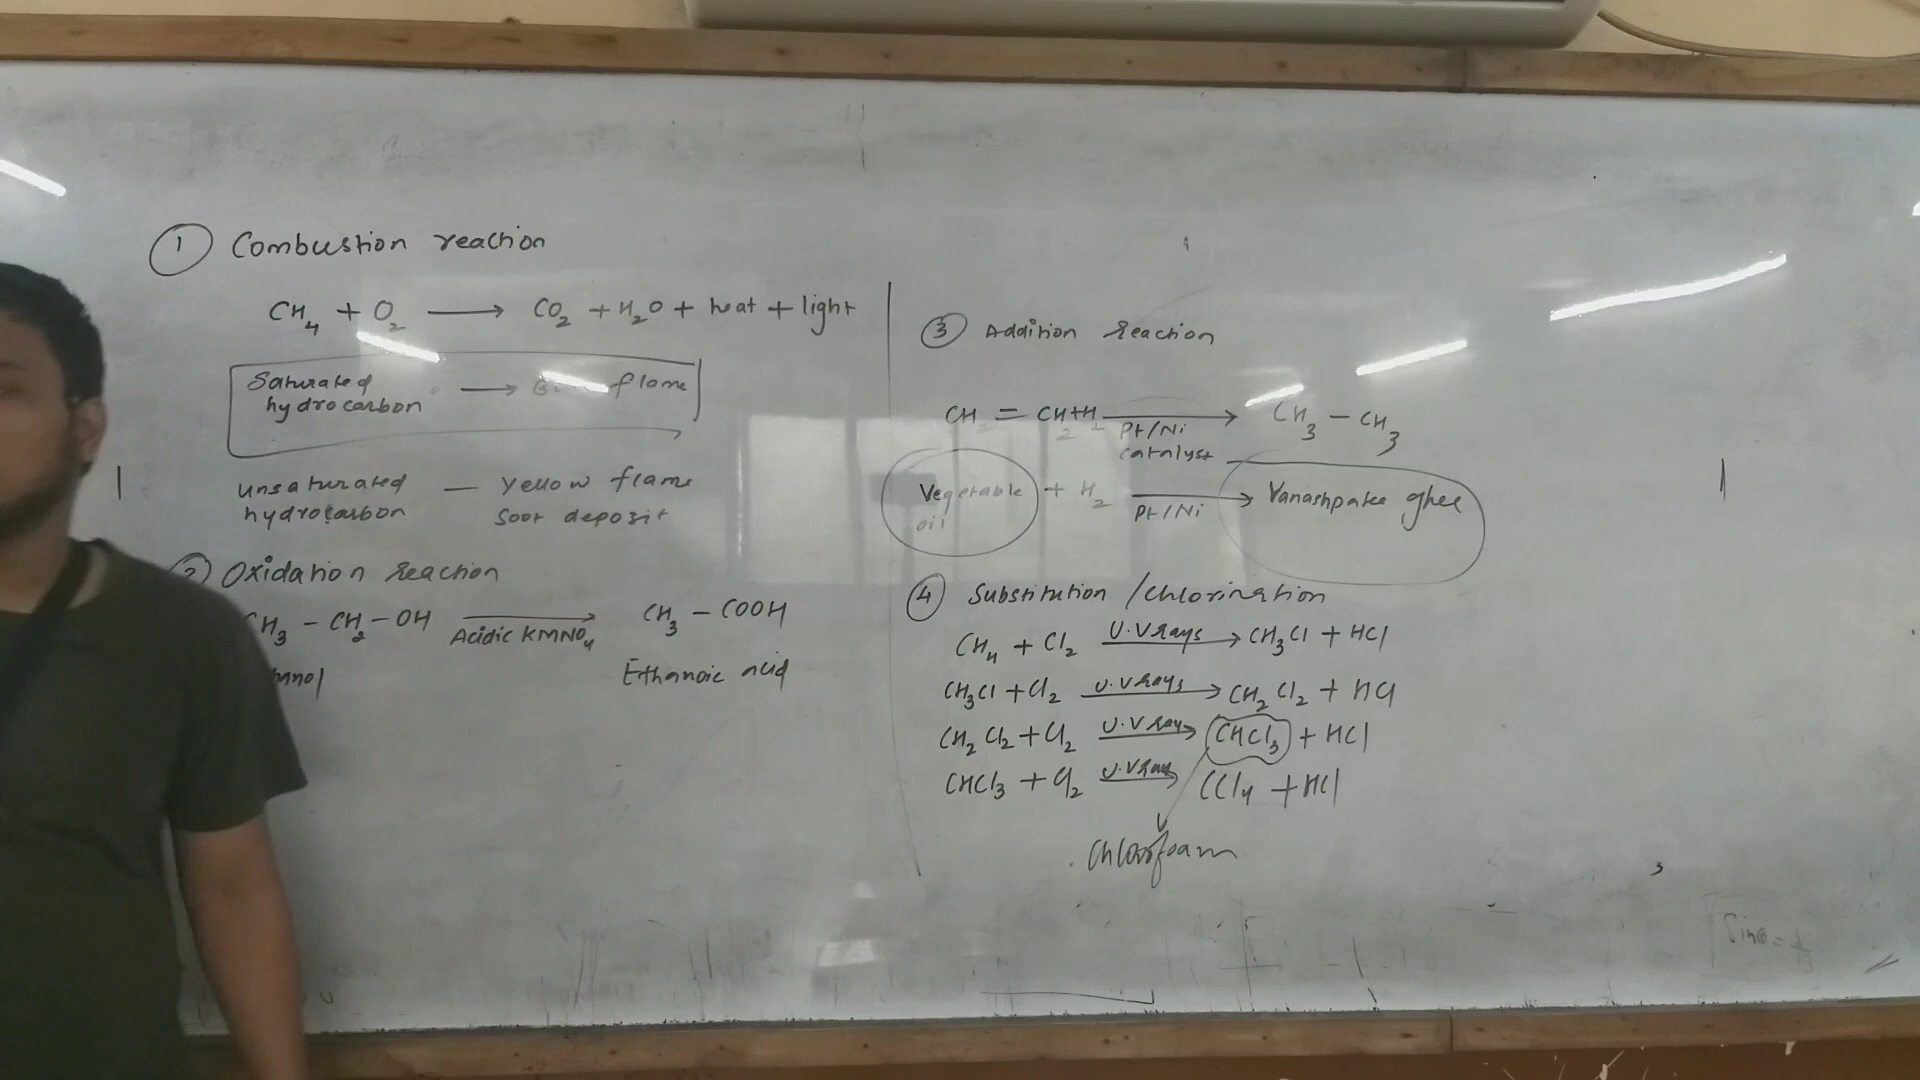 ① Combustion reaction
CH₄ + O₂ ⟶ CO₂ + H₂O + heat + light
Saturated ⟶ flame
hydrocarbon
Unsaturated — Yellow flame
hydrocarbon soot deposit
② Oxidation Reaction
CH₃ – CH₂ – OH ⟶ CH₃ – COOH
Acidic KMNO₄
Ethanoic acid
③ Addition Reaction
CH₂ = CH₂ + H₂ ⟶ CH₃ – CH₃
Pt/Ni
catalyst
Vegetable + H₂ ⟶ Vanashpatee ghee
oil Pt/Ni
④ Substitution /chlorination
CH₄ + Cl₂ U.V rays⟶ CH₃Cl + HCl
CH₃Cl + Cl₂ U.V rays⟶ CH₂Cl₂ + HCl
CH₂Cl₂ + Cl₂ U.V ray⟶ CHCl₃ + HCl
CHCl₃ + Cl₂ U.V rays⟶ CCl₄ + HCl
Chloroform
Sinθ =